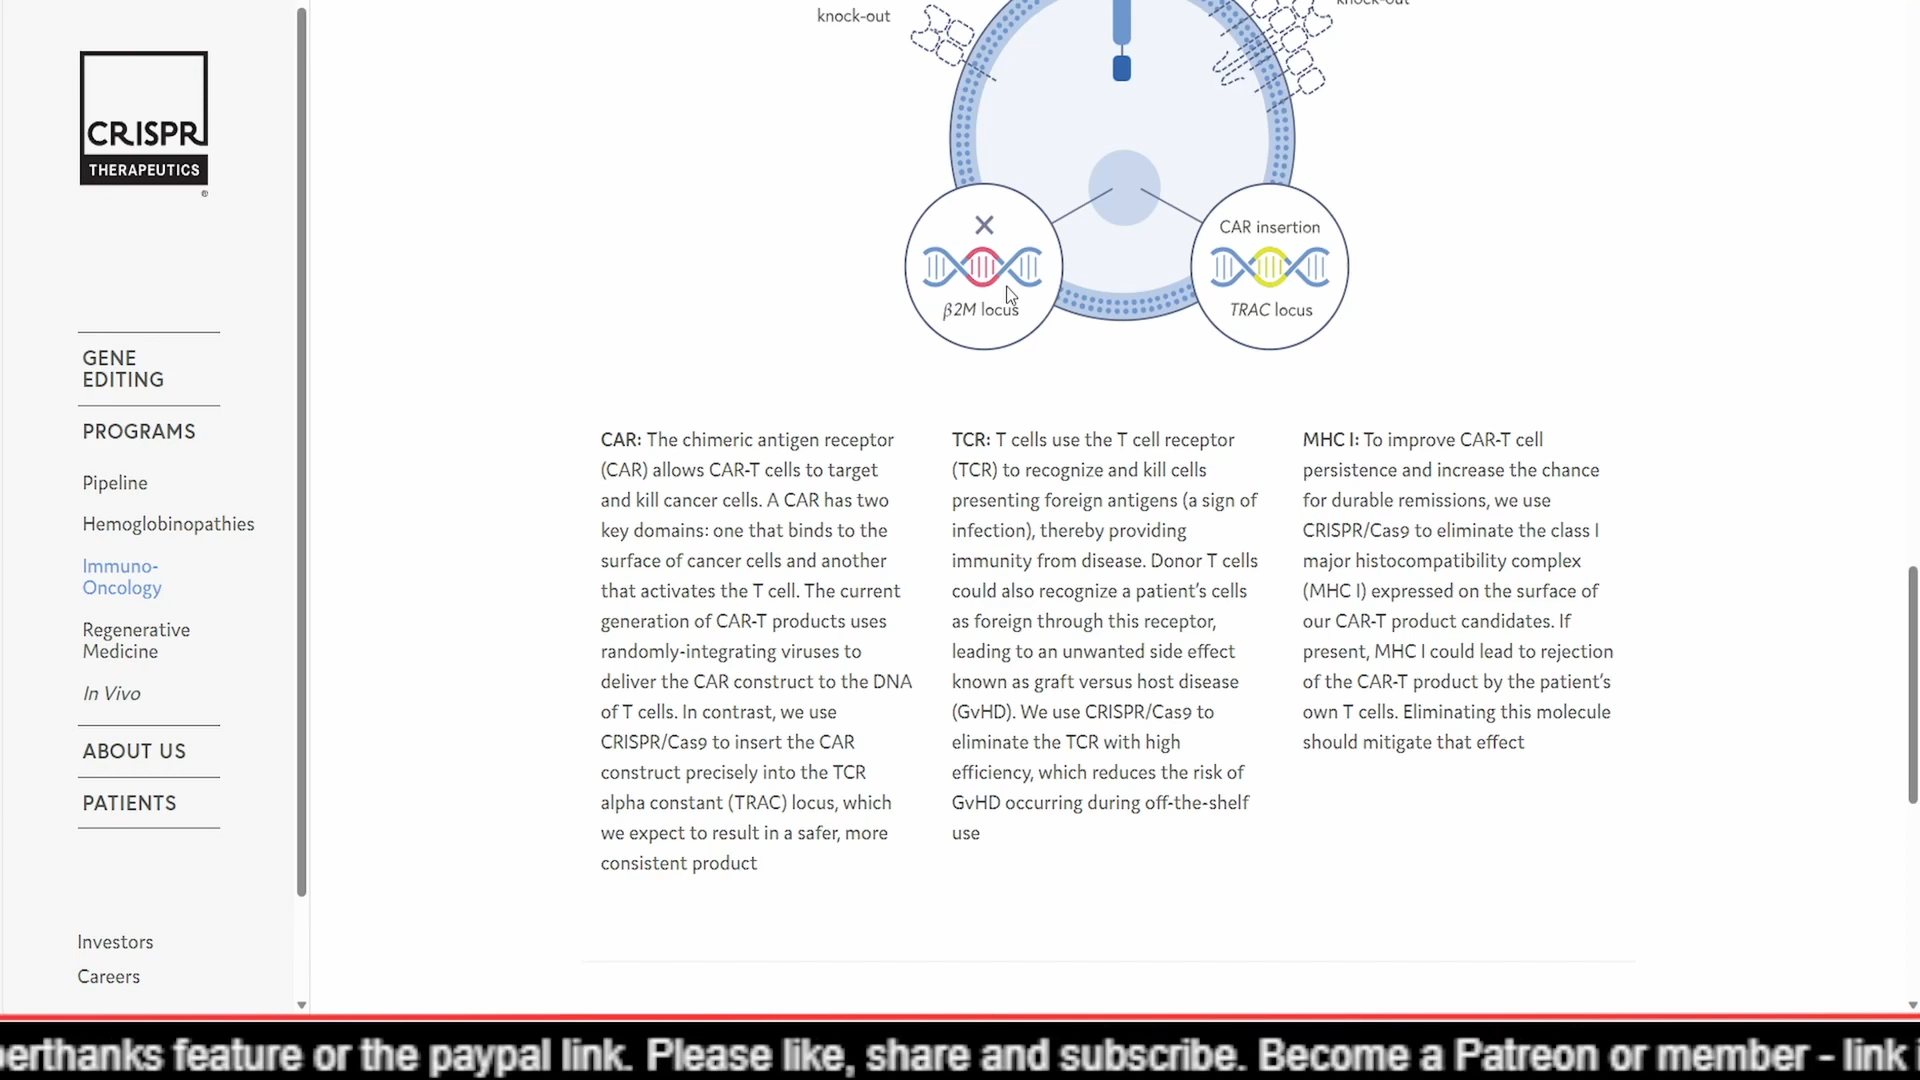 knock-out
knock-out
CRISPR
THERAPEUTICS
®
GENE
EDITING
PROGRAMS
Pipeline
Hemoglobinopathies
Immuno-
Oncology
Regenerative
Medicine
In Vivo
ABOUT US
PATIENTS
Investors
Careers
CAR insertion
β2M locus
TRAC locus
CAR: The chimeric antigen receptor
(CAR) allows CAR-T cells to target
and kill cancer cells. A CAR has two
key domains: one that binds to the
surface of cancer cells and another
that activates the T cell. The current
generation of CAR-T products uses
randomly-integrating viruses to
deliver the CAR construct to the DNA
of T cells. In contrast, we use
CRISPR/Cas9 to insert the CAR
construct precisely into the TCR
alpha constant (TRAC) locus, which
we expect to result in a safer, more
consistent product
TCR: T cells use the T cell receptor
(TCR) to recognize and kill cells
presenting foreign antigens (a sign of
infection), thereby providing
immunity from disease. Donor T cells
could also recognize a patient's cells
as foreign through this receptor,
leading to an unwanted side effect
known as graft versus host disease
(GvHD). We use CRISPR/Cas9 to
eliminate the TCR with high
efficiency, which reduces the risk of
GvHD occurring during off-the-shelf
use
MHC I: To improve CAR-T cell
persistence and increase the chance
for durable remissions, we use
CRISPR/Cas9 to eliminate the class I
major histocompatibility complex
(MHC I) expressed on the surface of
our CAR-T product candidates. If
present, MHC I could lead to rejection
of the CAR-T product by the patient's
own T cells. Eliminating this molecule
should mitigate that effect
perthanks feature or the paypal link. Please like, share and subscribe. Become a Patreon or member - link i